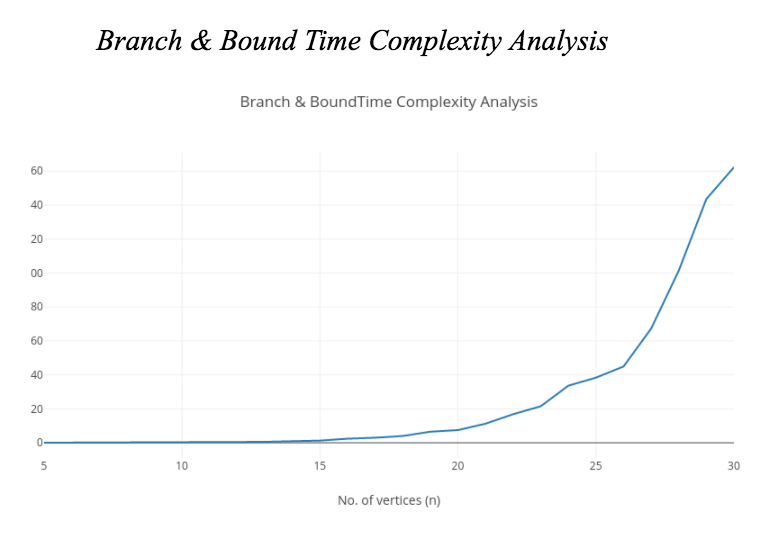 Branch & Bound Time Complexity Analysis
Branch & BoundTime Complexity Analysis
60
40
20
00
80
60
40
20
0
5 10 15 20 25 30
No. of vertices (n)